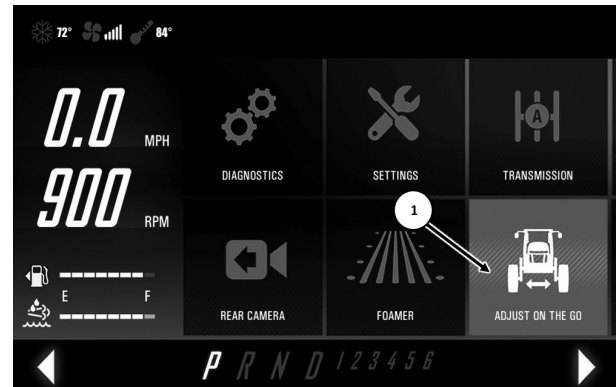 72° 84°
0.0 MPH
900 RPM
E F
DIAGNOSTICS
SETTINGS
A
TRANSMISSION
1
REAR CAMERA
FOAMER
ADJUST ON THE GO
P R N D 1 2 3 4 5 6